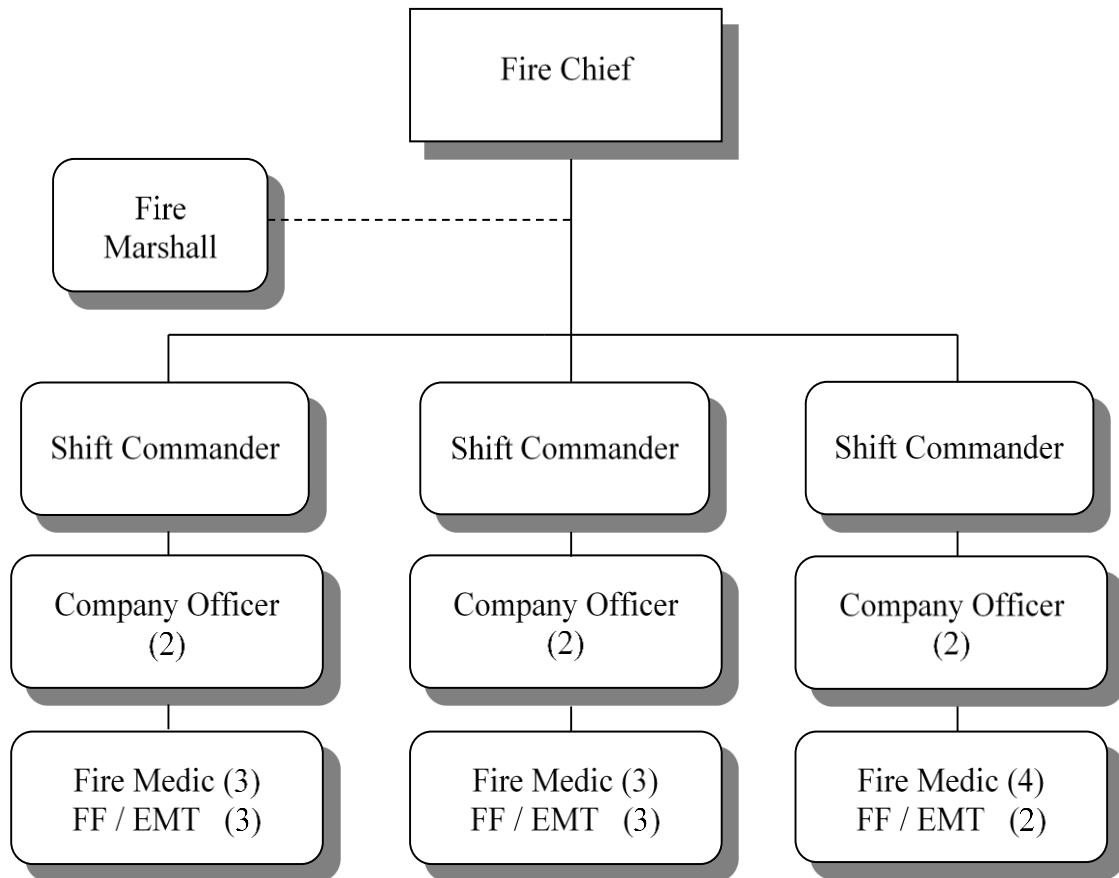 Fire Chief
Fire
Marshall
Shift Commander
Shift Commander
Shift Commander
Company Officer
(2)
Company Officer
(2)
Company Officer
(2)
Fire Medic (3)
FF / EMT (3)
Fire Medic (3)
FF / EMT (3)
Fire Medic (4)
FF / EMT (2)